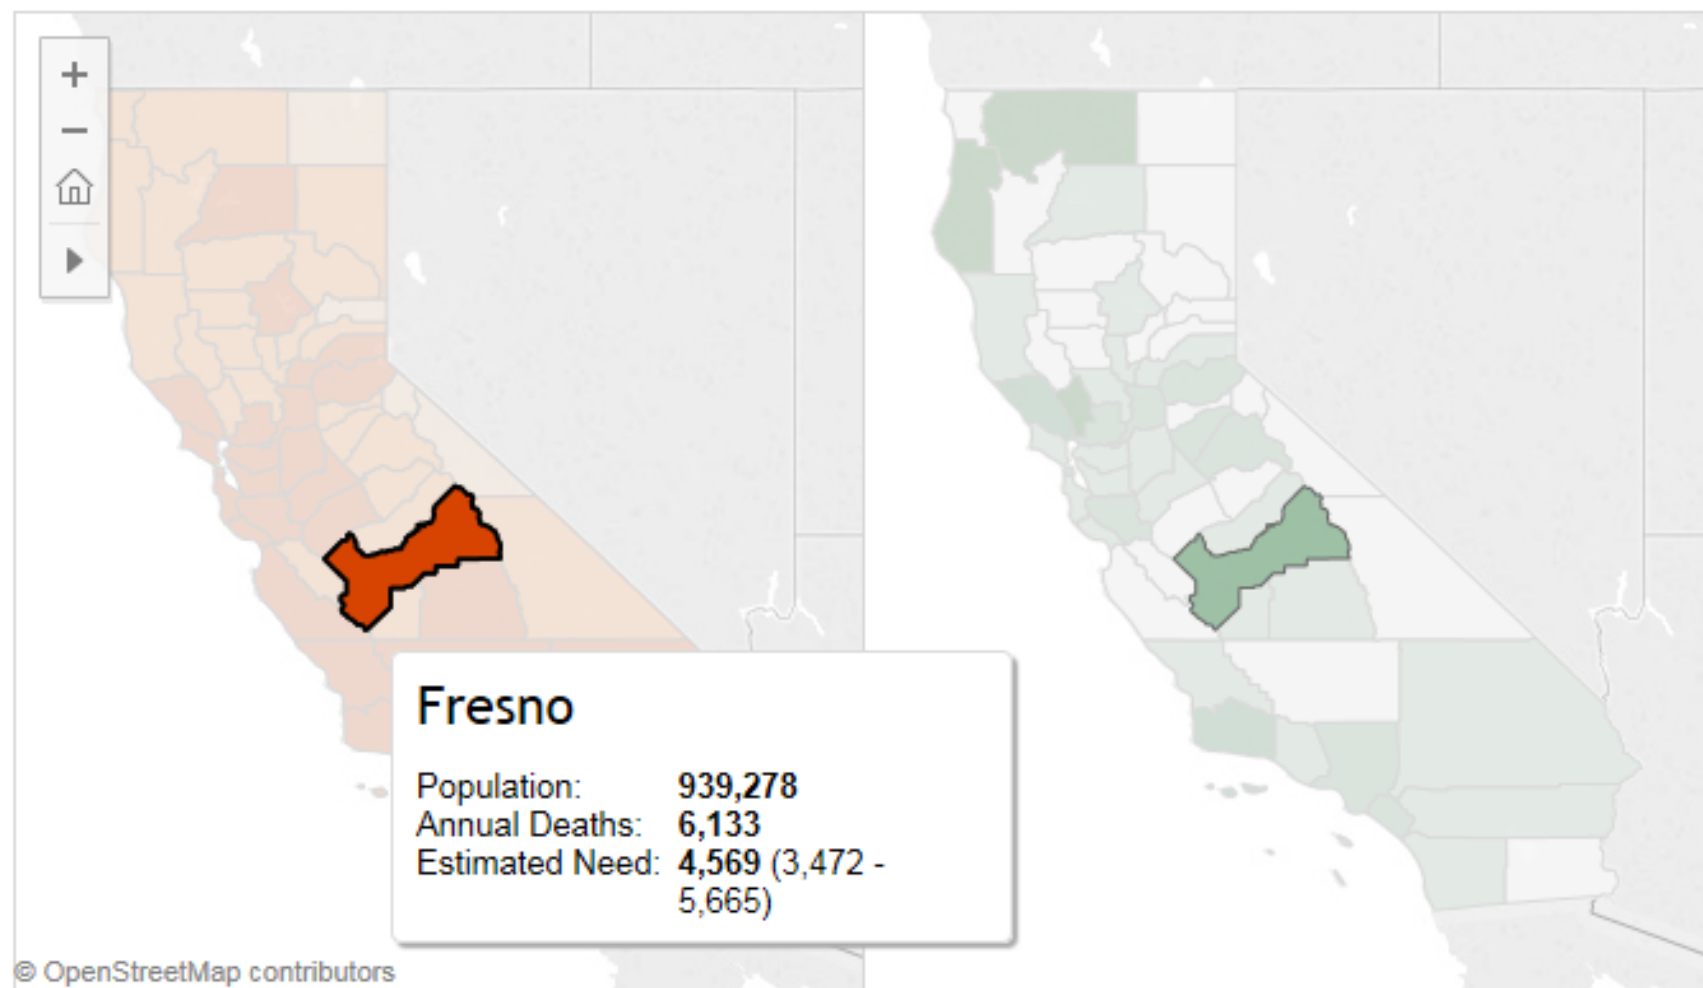 +
−
Fresno
Population: 939,278
Annual Deaths: 6,133
Estimated Need: 4,569 (3,472 -
5,665)
© OpenStreetMap contributors